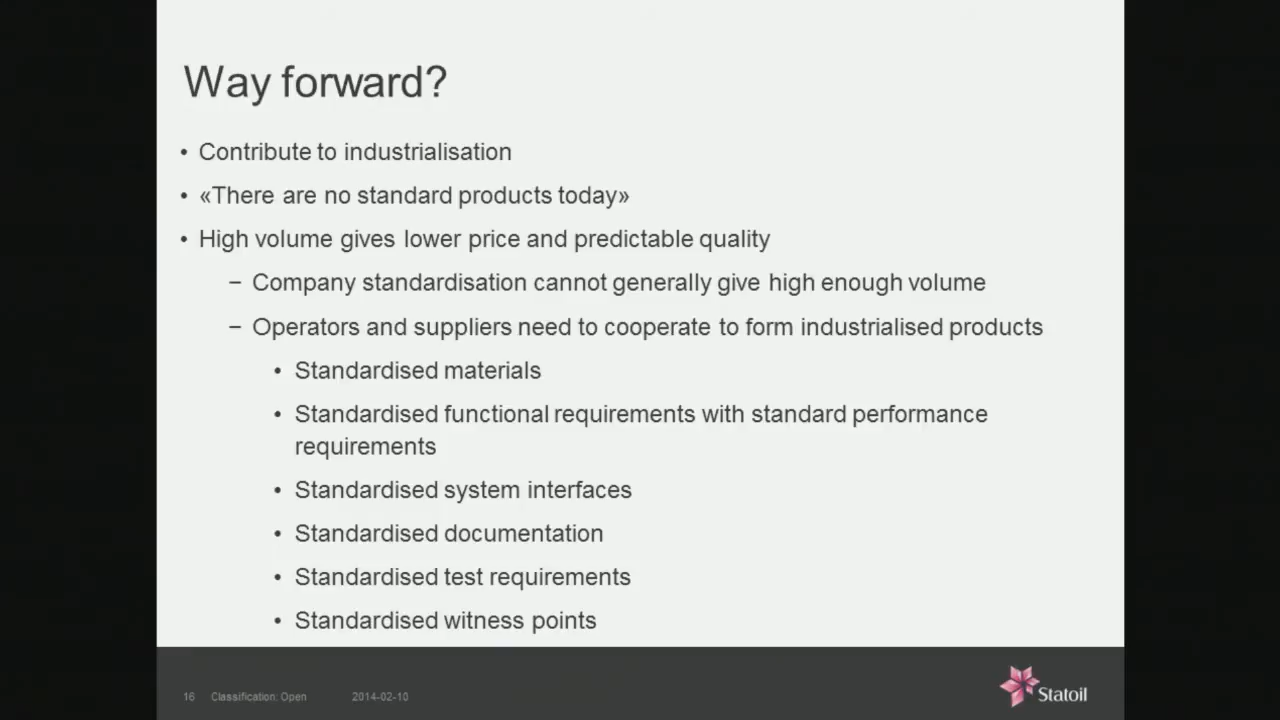 Way forward?
• Contribute to industrialisation
• «There are no standard products today»
• High volume gives lower price and predictable quality
− Company standardisation cannot generally give high enough volume
− Operators and suppliers need to cooperate to form industrialised products
• Standardised materials
• Standardised functional requirements with standard performance
requirements
• Standardised system interfaces
• Standardised documentation
• Standardised test requirements
• Standardised witness points
16 Classification: Open 2014-02-10
Statoil